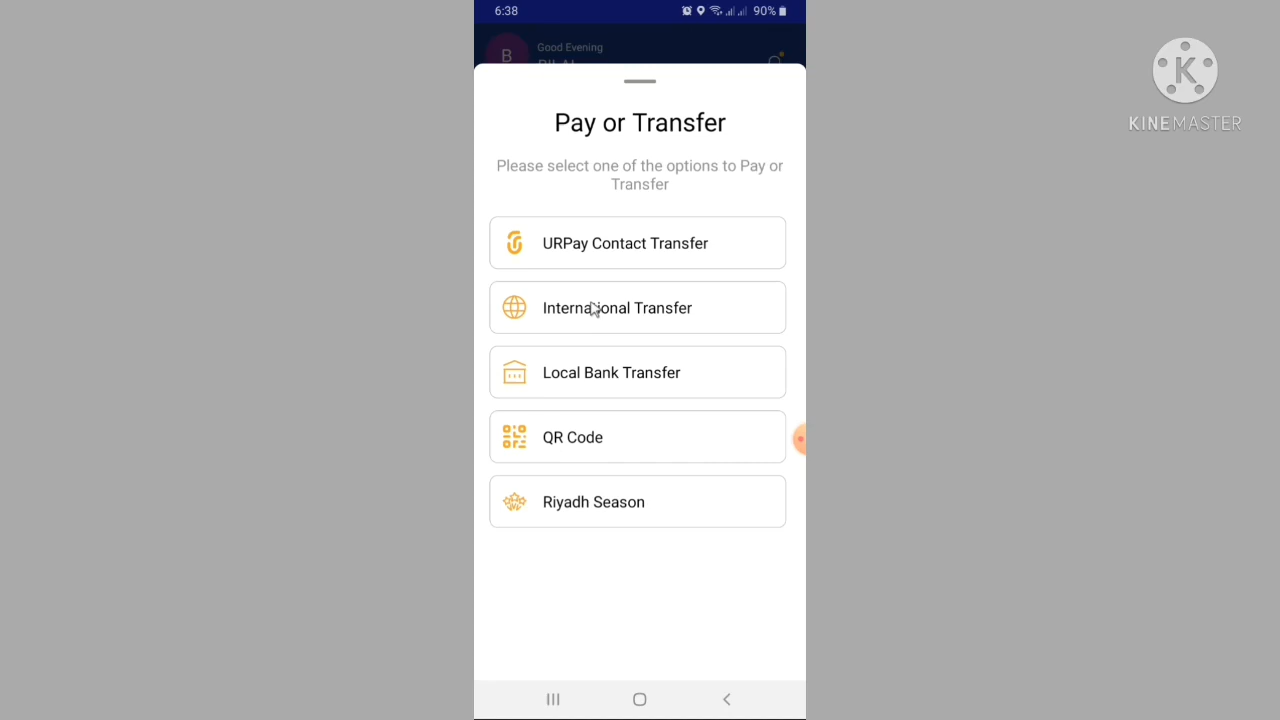 6:38
90%
B
Good Evening
Pay or Transfer
Please select one of the options to Pay or
Transfer
URPay Contact Transfer
International Transfer
Local Bank Transfer
QR Code
Riyadh Season
K
KINEMASTER